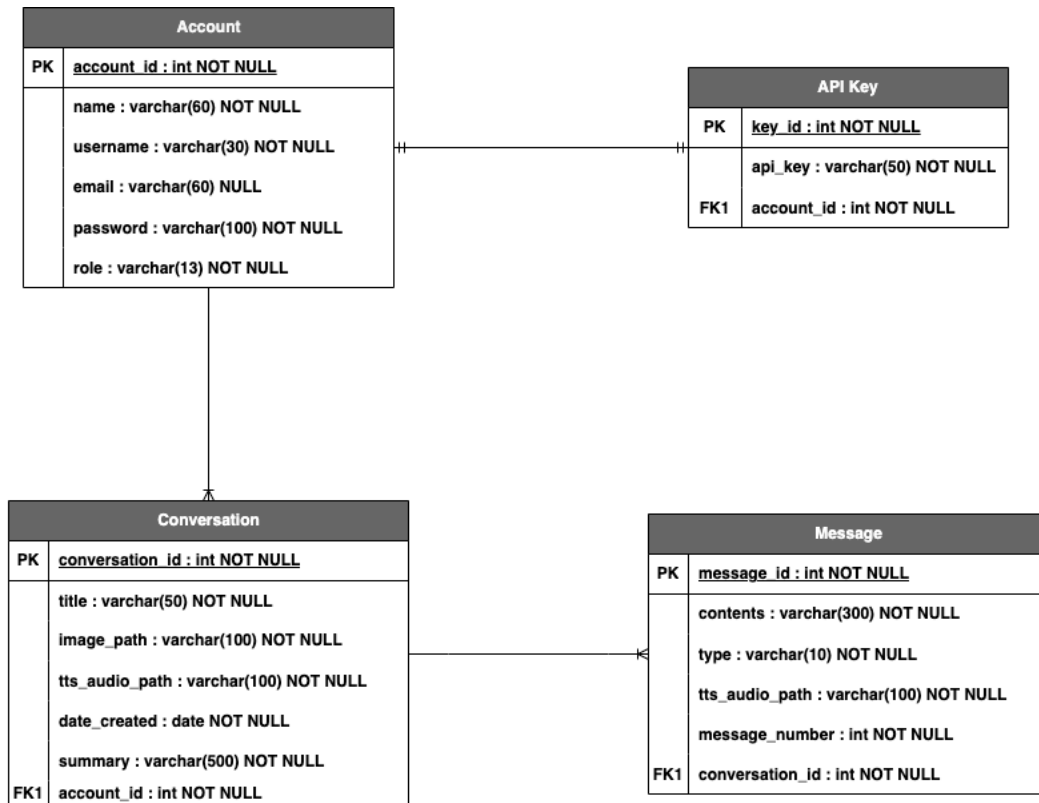 Account
PK account_id : int NOT NULL
name : varchar(60) NOT NULL
username : varchar(30) NOT NULL
email : varchar(60) NULL
password : varchar(100) NOT NULL
role : varchar(13) NOT NULL
API Key
PK key_id : int NOT NULL
api_key : varchar(50) NOT NULL
FK1 account_id : int NOT NULL
Conversation
PK conversation_id : int NOT NULL
title : varchar(50) NOT NULL
image_path : varchar(100) NOT NULL
tts_audio_path : varchar(100) NOT NULL
date_created : date NOT NULL
summary : varchar(500) NOT NULL
FK1 account_id : int NOT NULL
Message
PK message_id : int NOT NULL
contents : varchar(300) NOT NULL
type : varchar(10) NOT NULL
tts_audio_path : varchar(100) NOT NULL
message_number : int NOT NULL
FK1 conversation_id : int NOT NULL